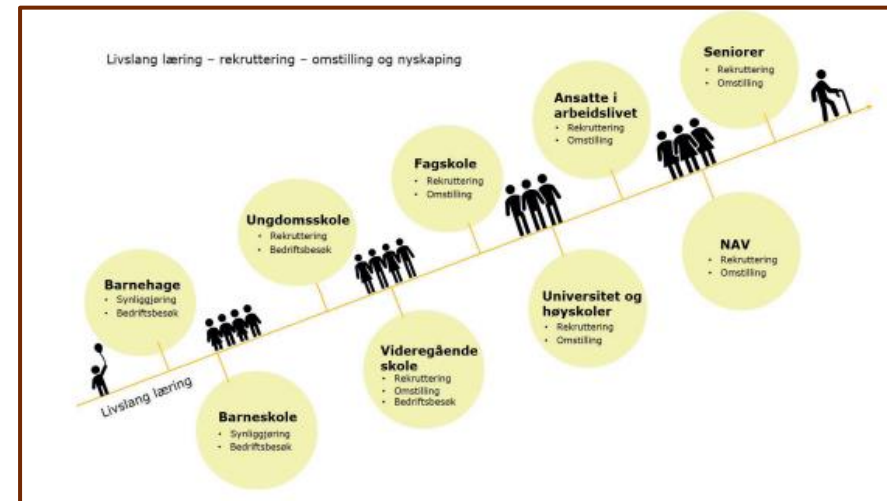 Livslang læring – rekruttering – omstilling og nyskaping
Barnehage
• Synliggjøring
• Bedriftsbesøk
Livslang læring
Barneskole
• Synliggjøring
• Bedriftsbesøk
Ungdomsskole
• Rekruttering
• Bedriftsbesøk
Videregående
skole
• Rekruttering
• Omstilling
• Bedriftsbesøk
Fagskole
• Rekruttering
• Omstilling
Universitet og
høyskoler
• Rekruttering
• Omstilling
Ansatte i
arbeidslivet
• Rekruttering
• Omstilling
NAV
• Rekruttering
• Omstilling
Seniorer
• Rekruttering
• Omstilling